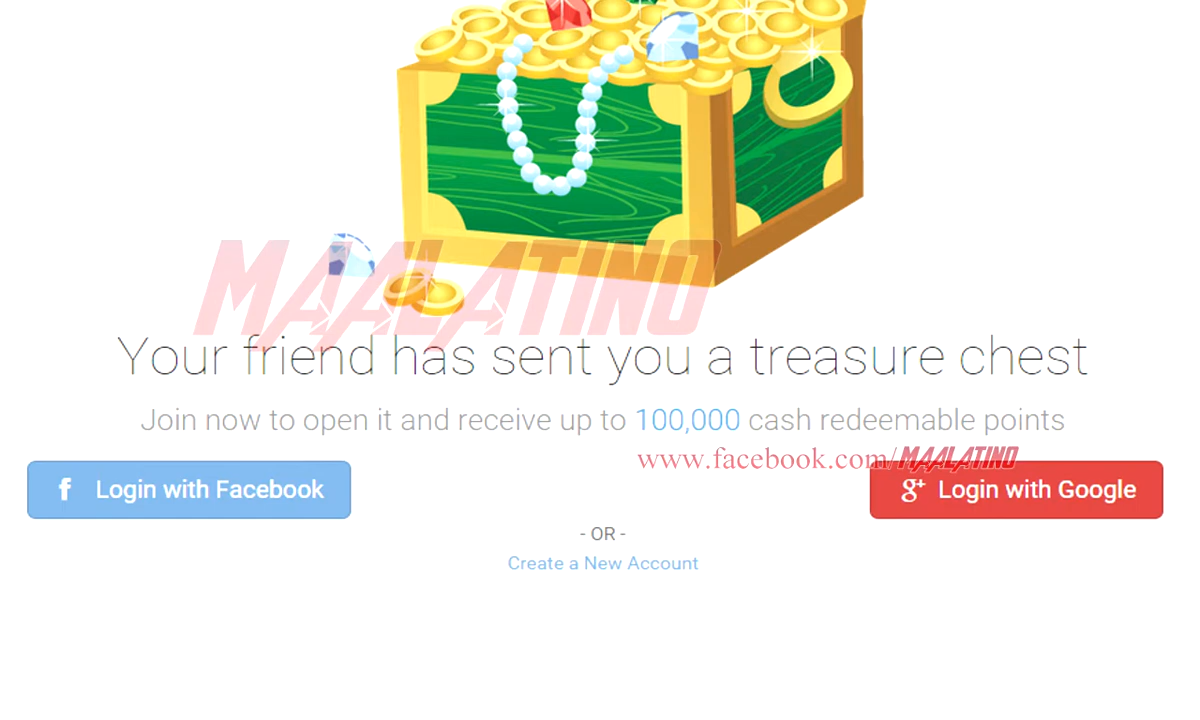 MAALATINO
Your friend has sent you a treasure chest
Join now to open it and receive up to 100,000 cash redeemable points
www.facebook.com/MAALATINO
f Login with Facebook
g+ Login with Google
- OR -
Create a New Account